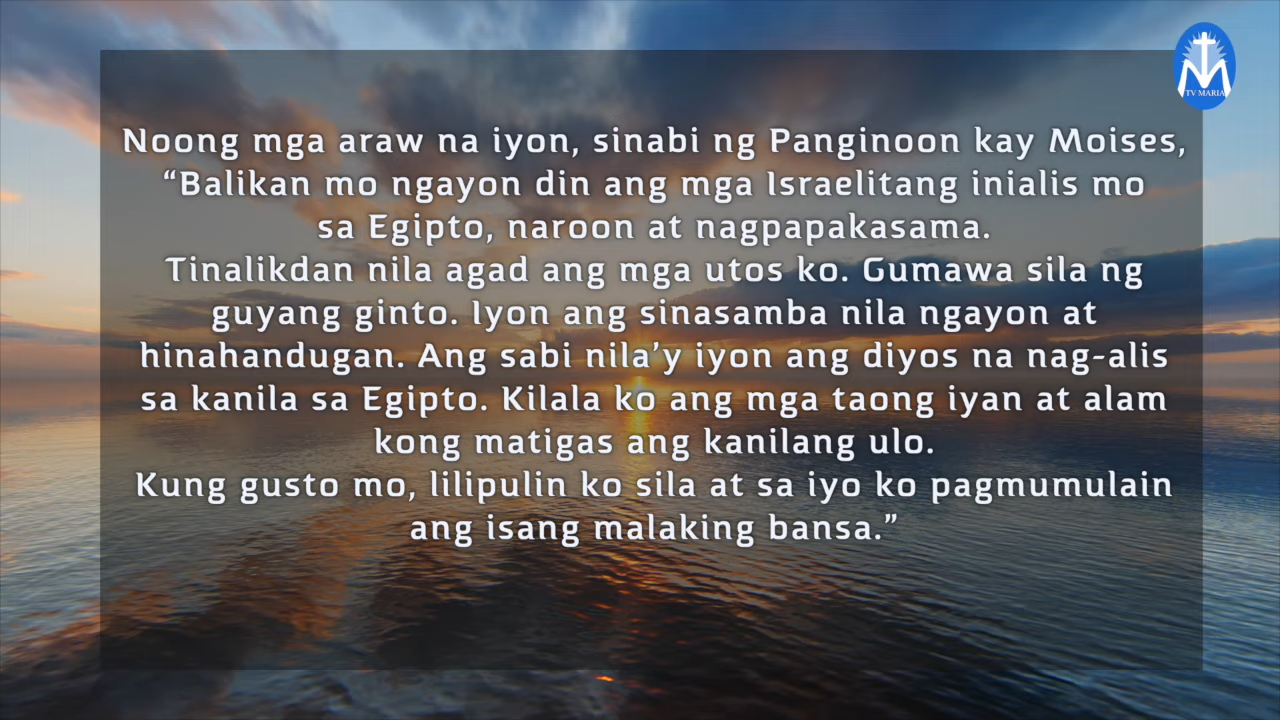 TV MARIA
Noong mga araw na iyon, sinabi ng Panginoon kay Moises,
“Balikan mo ngayon din ang mga Israelitang inialis mo
sa Egipto, naroon at nagpapakasama.
Tinalikdan nila agad ang mga utos ko. Gumawa sila ng
guyang ginto. Iyon ang sinasamba nila ngayon at
hinahandugan. Ang sabi nila’y iyon ang diyos na nag-alis
sa kanila sa Egipto. Kilala ko ang mga taong iyan at alam
kong matigas ang kanilang ulo.
Kung gusto mo, lilipulin ko sila at sa iyo ko pagmumulain
ang isang malaking bansa.”